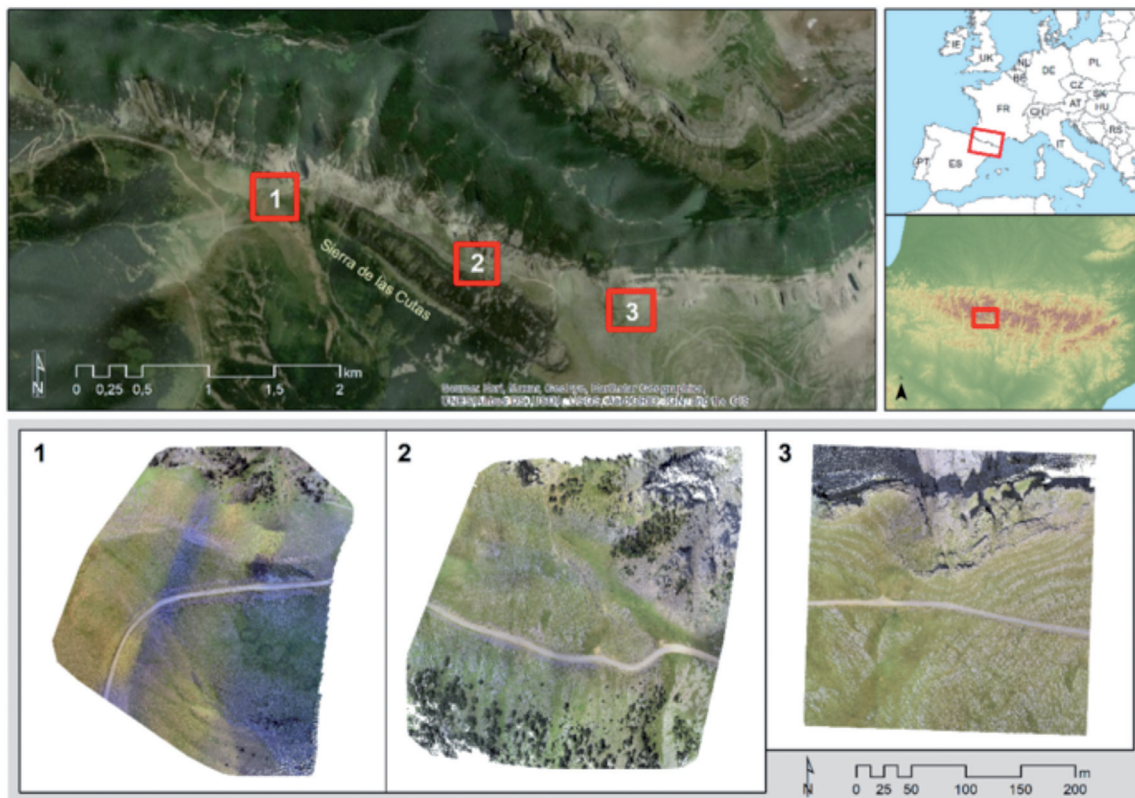 1
2
3
Sierra de las Cutas
N
0 0,25 0,5 1 1,5 2 km
IE
UK
NL
DE
PL
CZ
SK
FR
CH
AT
HU
RS
IT
PT
ES
1
2
3
N
0 25 50 100 150 200 m